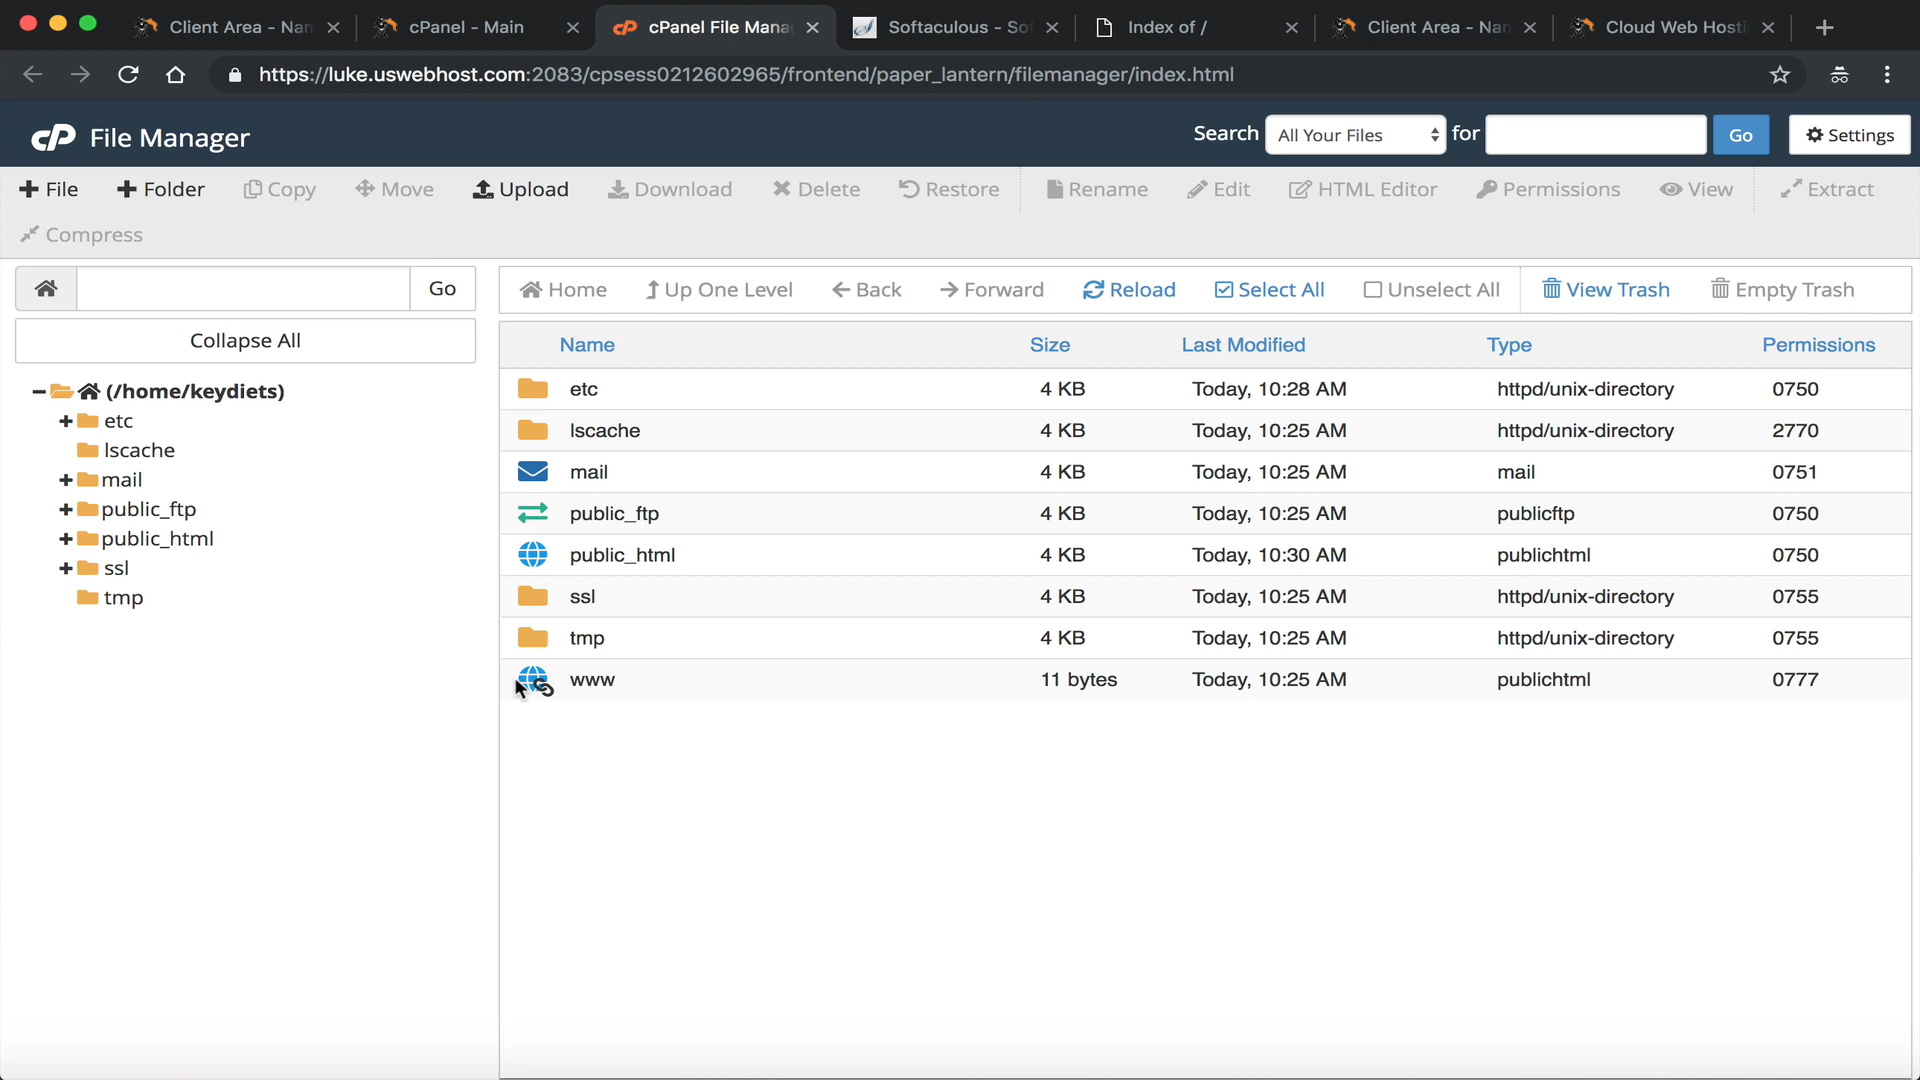 Client Area - Nam
cPanel - Main
cPanel File Mana
Softaculous - So
Index of /
Client Area - Nam
Cloud Web Hosti
https://luke.uswebhost.com:2083/cpsess0212602965/frontend/paper_lantern/filemanager/index.html
cP File Manager
Search All Your Files for Go Settings
File Folder Copy Move Upload Download Delete Restore Rename Edit HTML Editor Permissions View Extract
Compress
Go
Collapse All
(/home/keydiets)
etc
lscache
mail
public_ftp
public_html
ssl
tmp
Home Up One Level Back Forward Reload Select All Unselect All View Trash Empty Trash
Name Size Last Modified Type Permissions
etc 4 KB Today, 10:28 AM httpd/unix-directory 0750
lscache 4 KB Today, 10:25 AM httpd/unix-directory 2770
mail 4 KB Today, 10:25 AM mail 0751
public_ftp 4 KB Today, 10:25 AM publicftp 0750
public_html 4 KB Today, 10:30 AM publichtml 0750
ssl 4 KB Today, 10:25 AM httpd/unix-directory 0755
tmp 4 KB Today, 10:25 AM httpd/unix-directory 0755
www 11 bytes Today, 10:25 AM publichtml 0777